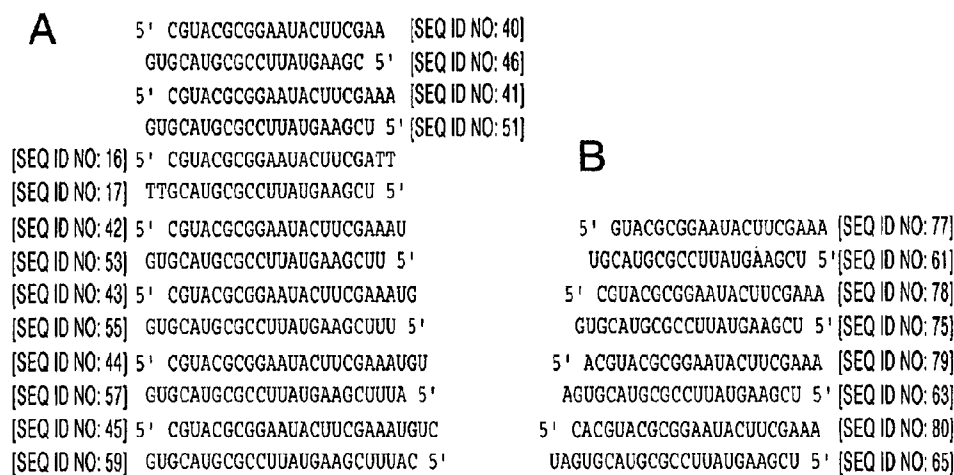 A
5' CGUACGCGGAAUACUUCGAA [SEQ ID NO: 40]
GUGCAUGCGCCUUAUGAAGC 5' [SEQ ID NO: 46]
5' CGUACGCGGAAUACUUCGAAA [SEQ ID NO: 41]
GUGCAUGCGCCUUAUGAAGCU 5' [SEQ ID NO: 51]
[SEQ ID NO: 16] 5' CGUACGCGGAAUACUUCGATT
[SEQ ID NO: 17] TTGCAUGCGCCUUAUGAAGCU 5'
[SEQ ID NO: 42] 5' CGUACGCGGAAUACUUCGAAAU
[SEQ ID NO: 53] GUGCAUGCGCCUUAUGAAGCUU 5'
[SEQ ID NO: 43] 5' CGUACGCGGAAUACUUCGAAAUG
[SEQ ID NO: 55] GUGCAUGCGCCUUAUGAAGCUUU 5'
[SEQ ID NO: 44] 5' CGUACGCGGAAUACUUCGAAAUGU
[SEQ ID NO: 57] GUGCAUGCGCCUUAUGAAGCUUUA 5'
[SEQ ID NO: 45] 5' CGUACGCGGAAUACUUCGAAAUGUC
[SEQ ID NO: 59] GUGCAUGCGCCUUAUGAAGCUUUAC 5'
B
5' GUACGCGGAAUACUUCGAAA [SEQ ID NO: 77]
UGCAUGCGCCUUAUGAAGCU 5' [SEQ ID NO: 61]
5' CGUACGCGGAAUACUUCGAAA [SEQ ID NO: 78]
GUGCAUGCGCCUUAUGAAGCU 5' [SEQ ID NO: 75]
5' ACGUACGCGGAAUACUUCGAAA [SEQ ID NO: 79]
AGUGCAUGCGCCUUAUGAAGCU 5' [SEQ ID NO: 63]
5' CACGUACGCGGAAUACUUCGAAA [SEQ ID NO: 80]
UAGUGCAUGCGCCUUAUGAAGCU 5' [SEQ ID NO: 65]